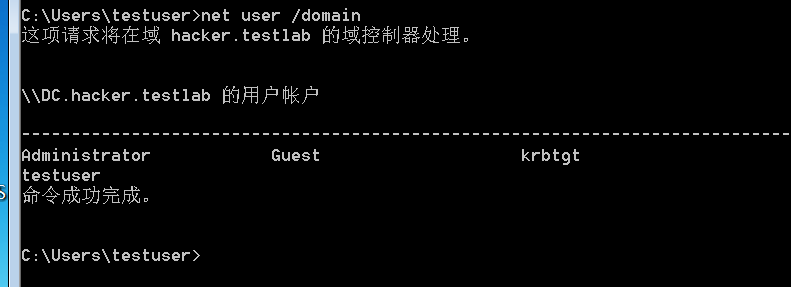 C:\Users\testuser>net user /domain
这项请求将在域 hacker.testlab 的域控制器处理。
\\DC.hacker.testlab 的用户帐户
-------------------------------------------------------------------------------
Administrator Guest krbtgt
testuser
命令成功完成。
C:\Users\testuser>